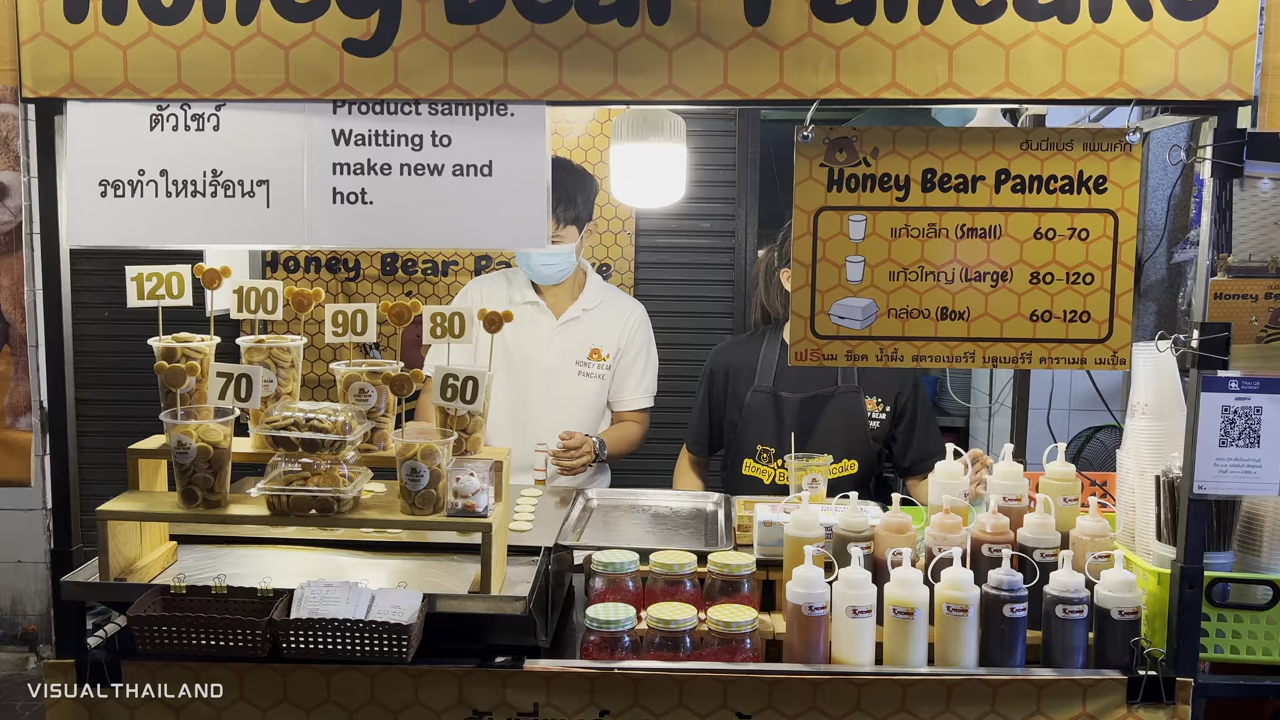 Honey Bear Pancake
ตัวโชว์
รอทำใหม่ร้อนๆ
Product sample.
Waitting to
make new and
hot.
ฮันนี่แบร์ แพนเค้ก
Honey Bear Pancake
แก้วเล็ก (Small) 60-70
แก้วใหญ่ (Large) 80-120
กล่อง (Box) 60-120
ฟรี นม ช็อค น้ำผึ้ง สตรอเบอร์รี่ บลูเบอร์รี่ คาราเมล เมเปิ้ล
Honey Bear Pancake
120
100
90
80
70
60
HONEY BEAR
PANCAKE
HONEY BEAR
PANCAKE
Honey Bear Pancake
THAI QR
PAYMENT
Honey Be
VISUALTHAILAND